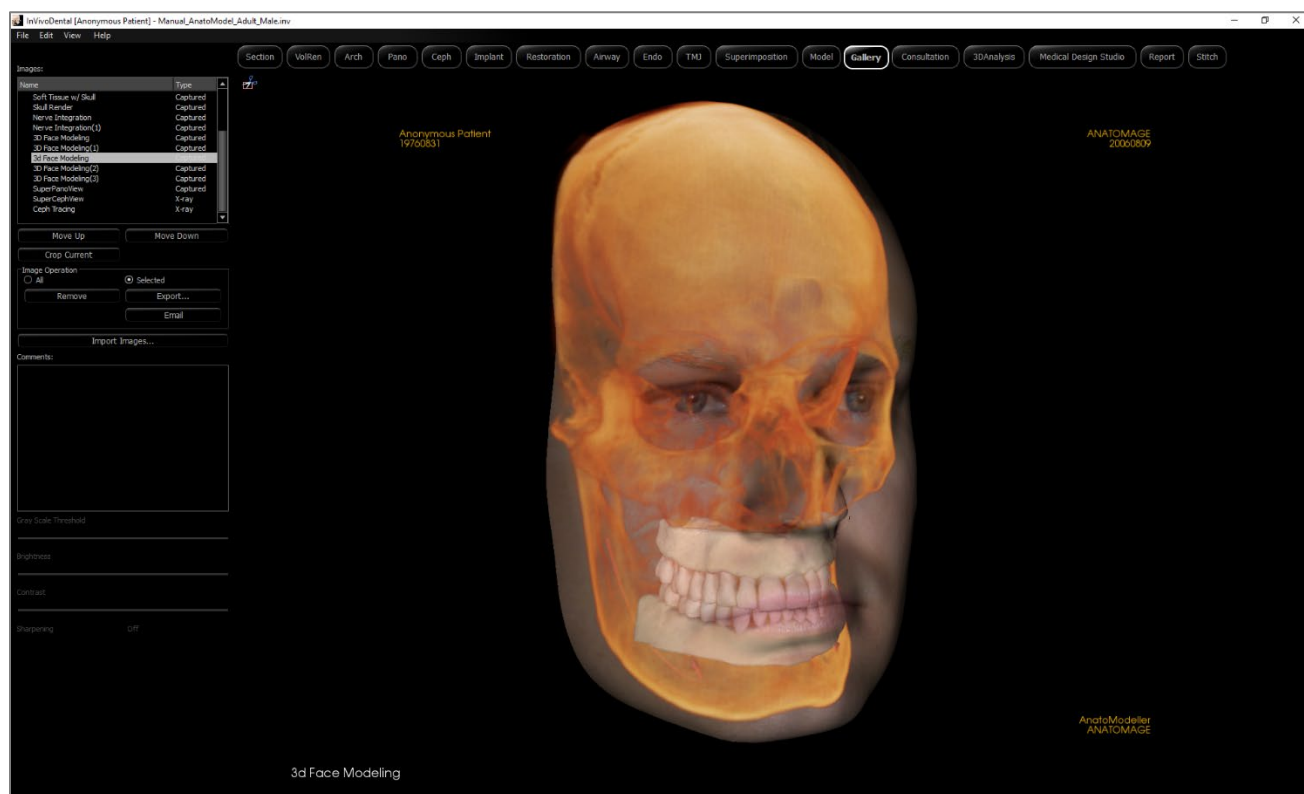 InVivoDental [Anonymous Patient] - Manual_AnatoModel_Adult_Male.inv
File Edit View Help
Section VolRen Arch Pano Ceph Implant Restoration Airway Endo TMJ Superimposition Model Gallery Consultation 3DAnalysis Medical Design Studio Report Stitch
Images:
Name Type
Soft Tissue w/ Skull Captured
Skull Render Captured
Nerve Integration Captured
Nerve Integration(1) Captured
3D Face Modeling Captured
3D Face Modeling(1) Captured
3d Face Modeling Captured
3D Face Modeling(2) Captured
3D Face Modeling(3) Captured
SuperPanoView Captured
SuperCephView X-ray
Ceph Tracing X-ray
Move Up Move Down
Crop Current
Image Operation
All Selected
Remove Export...
Email
Import Images...
Comments:
Gray Scale Threshold
Brightness
Contrast
Sharpening Off
Anonymous Patient
19760831
ANATOMAGE
20060809
AnatoModeller
ANATOMAGE
3d Face Modeling